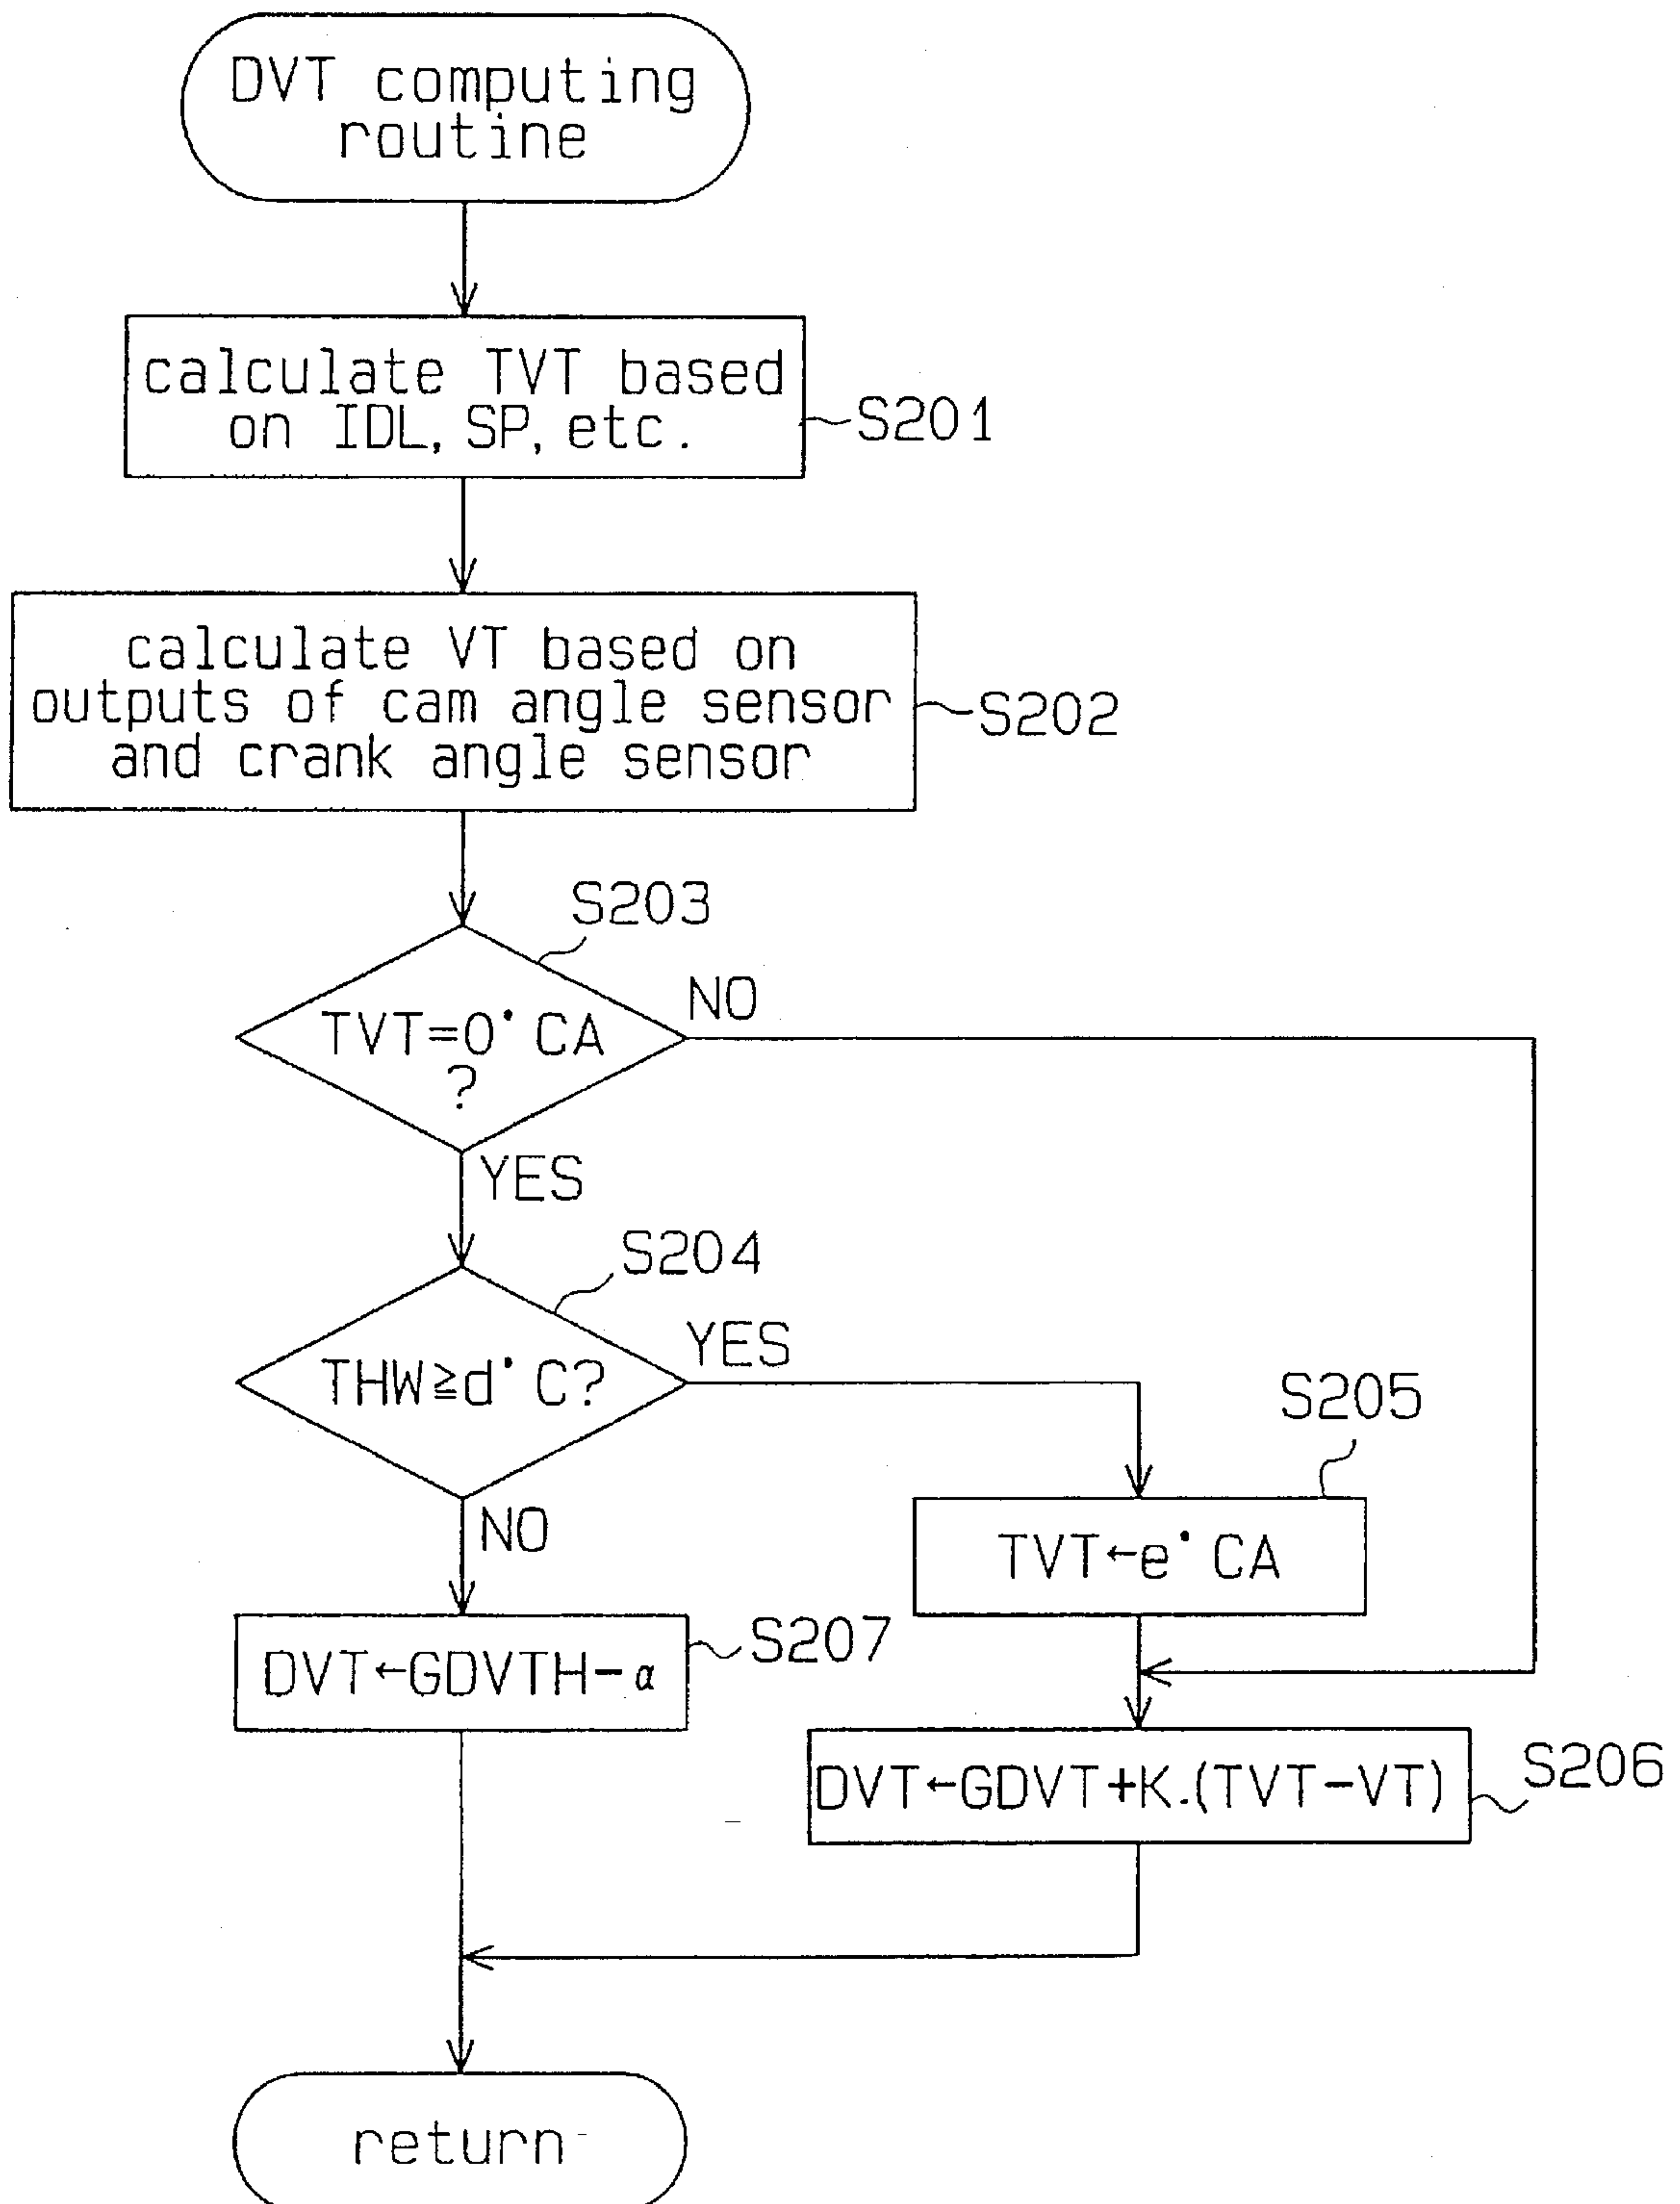 DVT computing
routine
calculate TVT based
on IDL, SP, etc.
S201
calculate VT based on
outputs of cam angle sensor
and crank angle sensor
S202
S203
TVT=0° CA
?
NO
YES
S204
THW≧d° C?
YES
NO
S205
TVT←e° CA
S207
DVT←GDVTH-α
S206
DVT←GDVT+K.(TVT-VT)
return